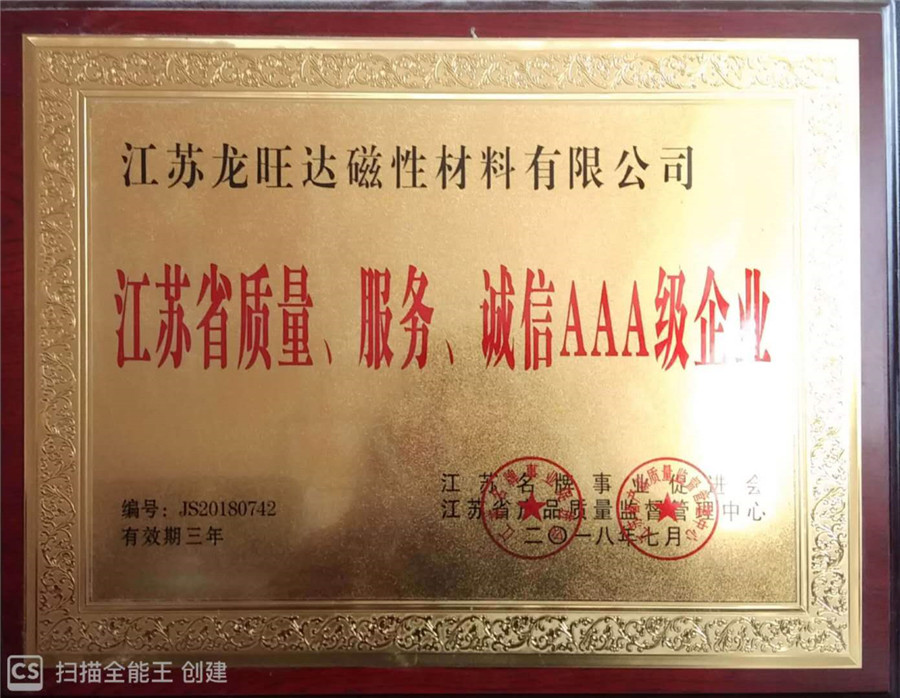 江苏龙旺达磁性材料有限公司
江苏省质量、服务、诚信AAA级企业
江苏名牌事业促进会
编号：JS20180742
江苏省产品质量监督管理中心
有效期三年
二〇一八年七月
CS 扫描全能王 创建